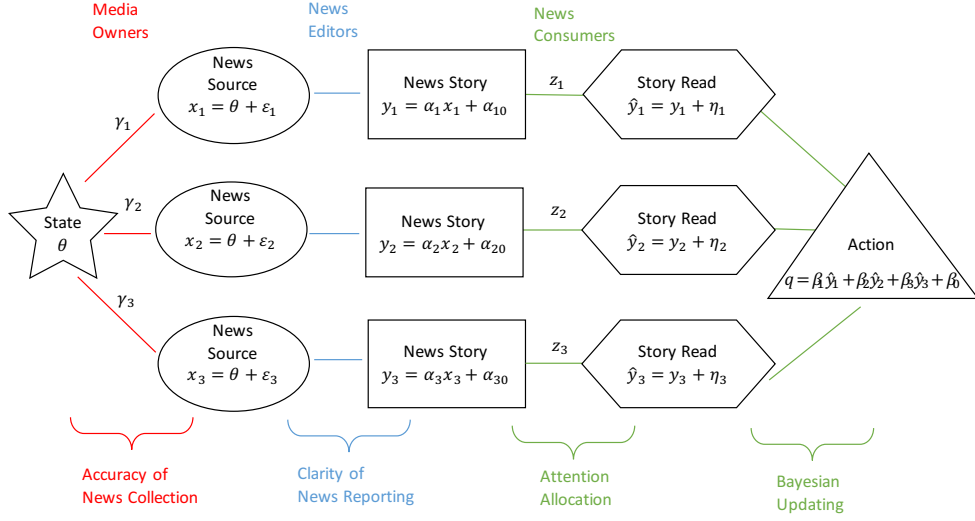 Media
Owners
News
Editors
News
Consumers
News
Source
x₁ = θ + ε₁
News Story
y₁ = α₁x₁ + α₁₀
z₁
Story Read
ŷ₁ = y₁ + η₁
γ₁
State
θ
γ₂
News
Source
x₂ = θ + ε₂
News Story
y₂ = α₂x₂ + α₂₀
z₂
Story Read
ŷ₂ = y₂ + η₂
Action
q = β₁ŷ₁ + β₂ŷ₂ + β₃ŷ₃ + β₀
γ₃
News
Source
x₃ = θ + ε₃
News Story
y₃ = α₃x₃ + α₃₀
z₃
Story Read
ŷ₃ = y₃ + η₃
Accuracy of
News Collection
Clarity of
News Reporting
Attention
Allocation
Bayesian
Updating